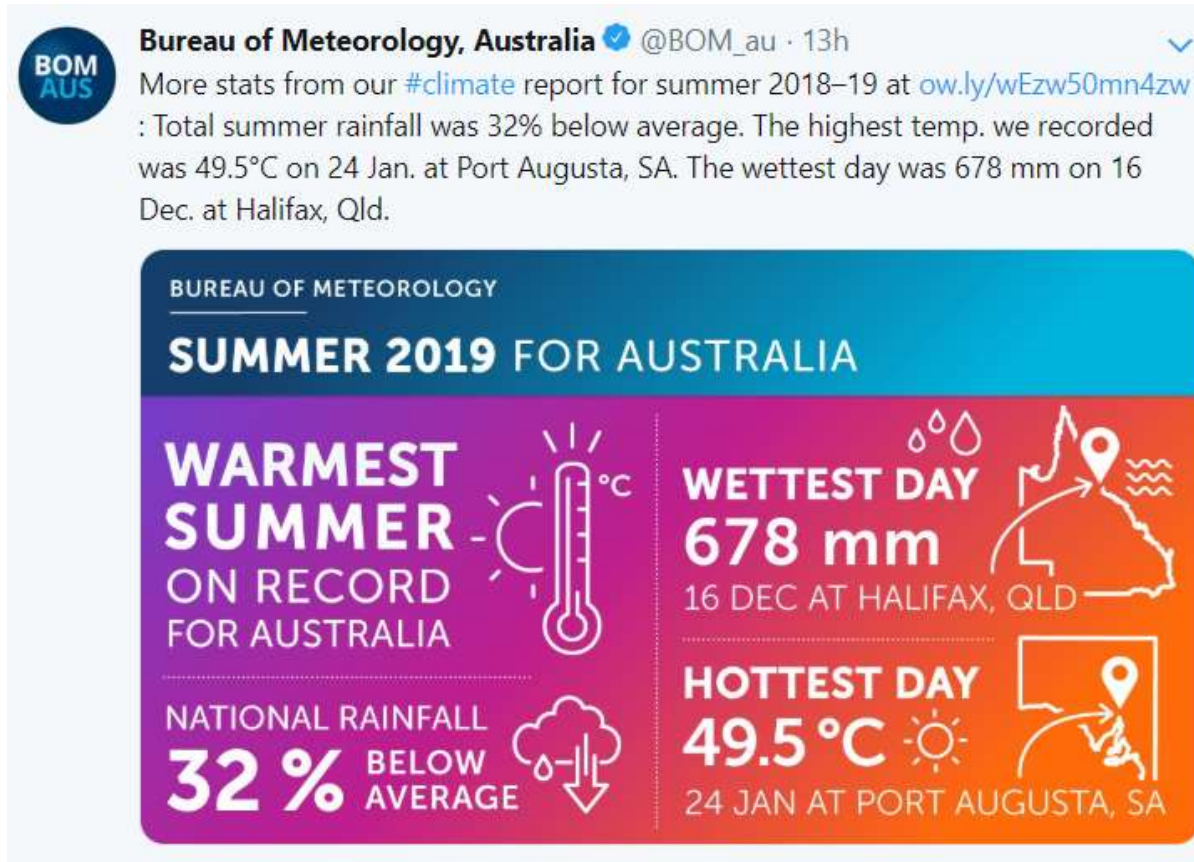 BOM
AUS
Bureau of Meteorology, Australia @BOM_au · 13h
More stats from our #climate report for summer 2018–19 at ow.ly/wEzw50mn4zw
: Total summer rainfall was 32% below average. The highest temp. we recorded
was 49.5°C on 24 Jan. at Port Augusta, SA. The wettest day was 678 mm on 16
Dec. at Halifax, Qld.
BUREAU OF METEOROLOGY
SUMMER 2019 FOR AUSTRALIA
WARMEST
SUMMER
ON RECORD
FOR AUSTRALIA
°C
NATIONAL RAINFALL
32 % BELOW
AVERAGE
WETTEST DAY
678 mm
16 DEC AT HALIFAX, QLD
HOTTEST DAY
49.5 °C
24 JAN AT PORT AUGUSTA, SA